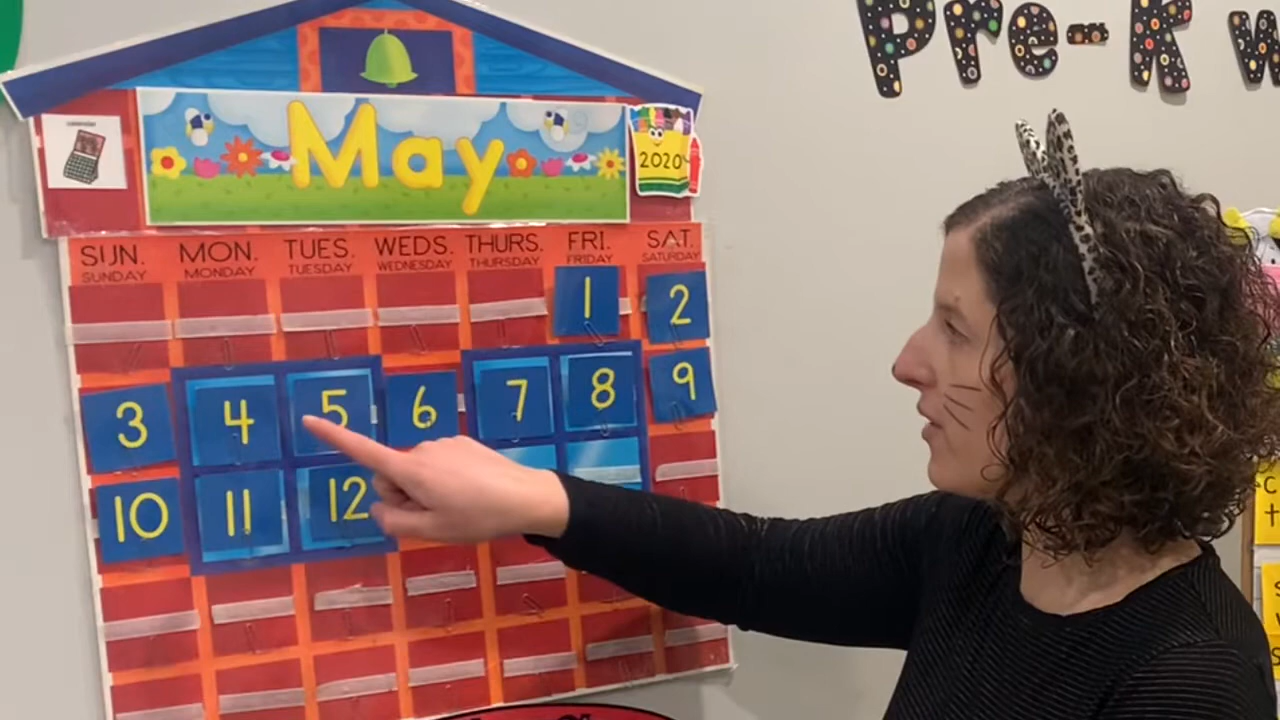 Pre-K W
calendar
May
2020
SUN. MON. TUES. WEDS. THURS. FRI. SAT.
SUNDAY MONDAY TUESDAY WEDNESDAY THURSDAY FRIDAY SATURDAY
1 2
3 4 5 6 7 8 9
10 11 12